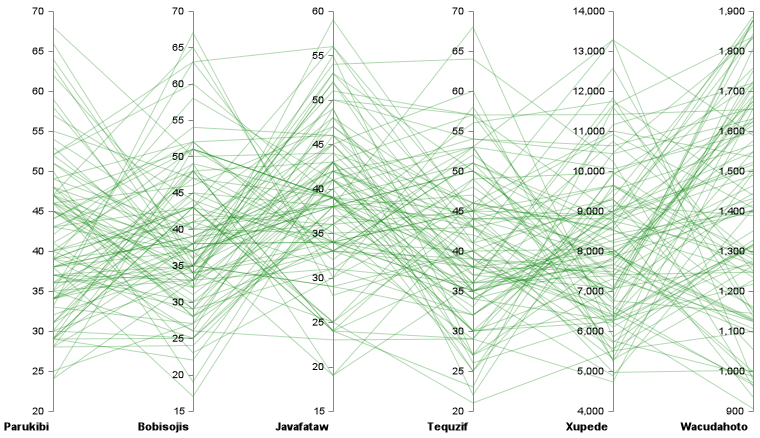 70 70 60 70 14,000 1,900
65 65 55 65 13,000 1,800
60 60 50 60 12,000 1,700
55 55 45 55 11,000 1,600
50 50 40 50 10,000 1,500
45 45 35 45 9,000 1,400
40 40 30 40 8,000 1,300
35 35 25 35 7,000 1,200
30 30 20 30 6,000 1,100
25 25 15 25 5,000 1,000
20 20 20 4,000 900
15
Parukibi Bobisojis Javafataw Tequzif Xupede Wacudahoto